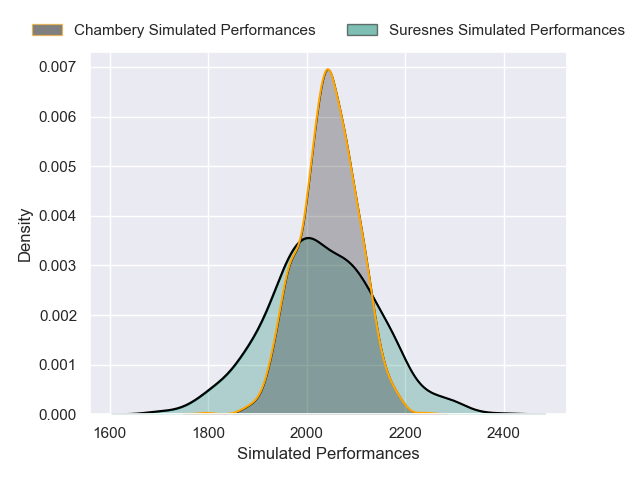 Chambery Simulated Performances
Suresnes Simulated Performances
0.007
0.006
0.005
0.004
0.003
0.002
0.001
0.000
Density
1600 1800 2000 2200 2400
Simulated Performances